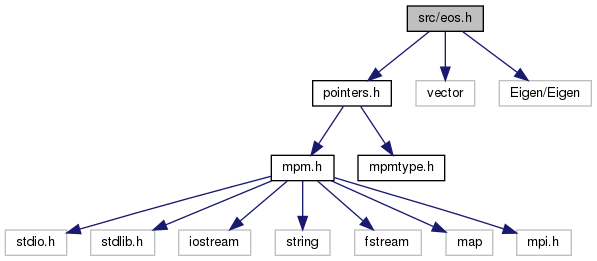 src/eos.h
pointers.h
vector
Eigen/Eigen
mpm.h
mpmtype.h
stdio.h
stdlib.h
iostream
string
fstream
map
mpi.h